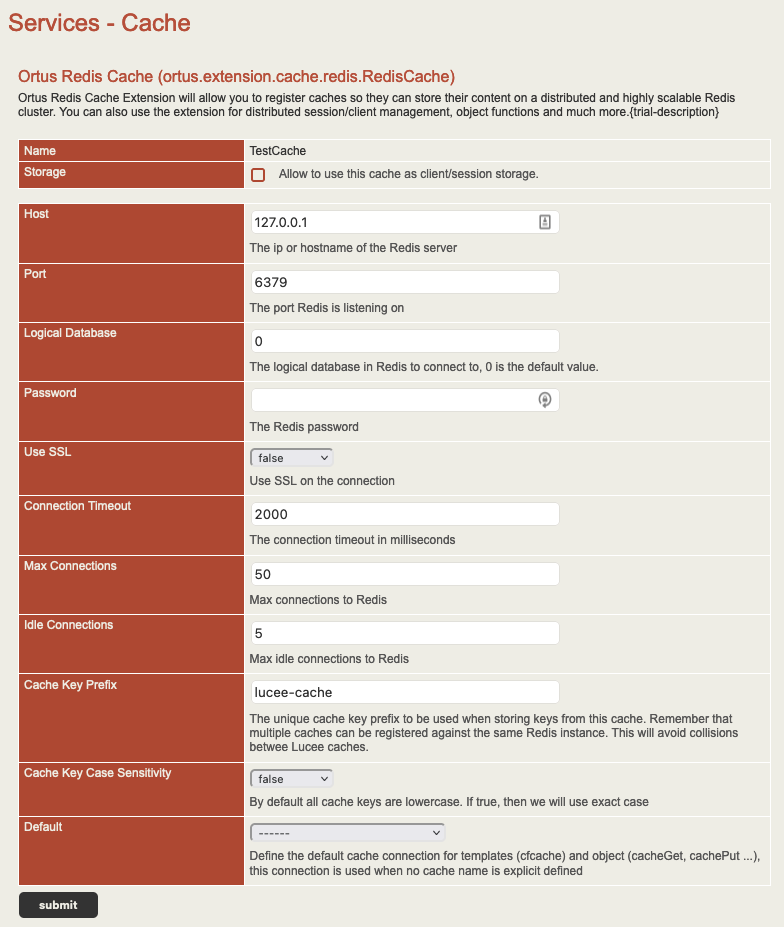 Services - Cache
Ortus Redis Cache (ortus.extension.cache.redis.RedisCache)
Ortus Redis Cache Extension will allow you to register caches so they can store their content on a distributed and highly scalable Redis
cluster. You can also use the extension for distributed session/client management, object functions and much more.{trial-description}
Name TestCache
Storage Allow to use this cache as client/session storage.
Host 127.0.0.1
The ip or hostname of the Redis server
Port 6379
The port Redis is listening on
Logical Database 0
The logical database in Redis to connect to, 0 is the default value.
Password
The Redis password
Use SSL false
Use SSL on the connection
Connection Timeout 2000
The connection timeout in milliseconds
Max Connections 50
Max connections to Redis
Idle Connections 5
Max idle connections to Redis
Cache Key Prefix lucee-cache
The unique cache key prefix to be used when storing keys from this cache. Remember that
multiple caches can be registered against the same Redis instance. This will avoid collisions
betwee Lucee caches.
Cache Key Case Sensitivity false
By default all cache keys are lowercase. If true, then we will use exact case
Default ------
Define the default cache connection for templates (cfcache) and object (cacheGet, cachePut ...),
this connection is used when no cache name is explicit defined
submit